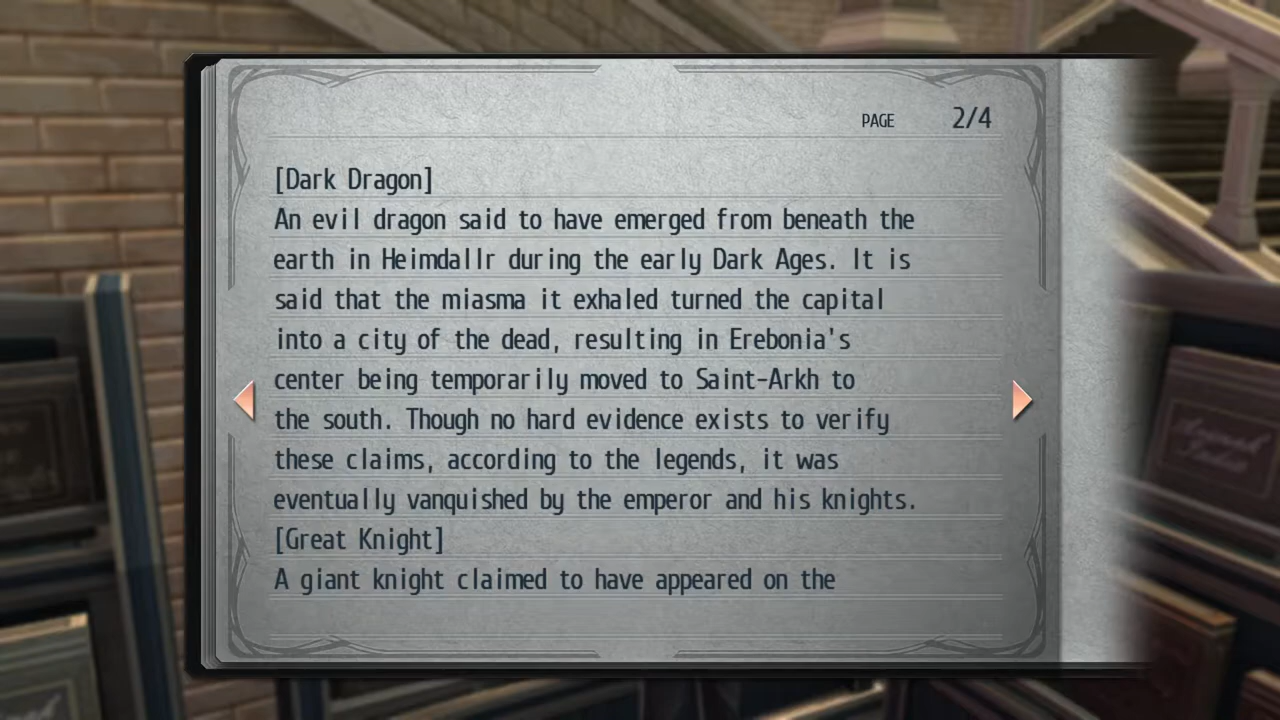 PAGE 2/4
[Dark Dragon]
An evil dragon said to have emerged from beneath the
earth in Heimdallr during the early Dark Ages. It is
said that the miasma it exhaled turned the capital
into a city of the dead, resulting in Erebonia's
center being temporarily moved to Saint-Arkh to
the south. Though no hard evidence exists to verify
these claims, according to the legends, it was
eventually vanquished by the emperor and his knights.
[Great Knight]
A giant knight claimed to have appeared on the